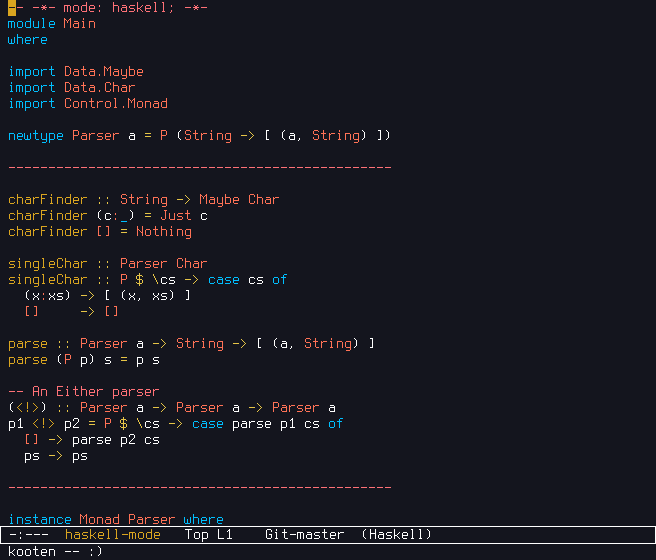 -- -*- mode: haskell; -*-
module Main
where

import Data.Maybe
import Data.Char
import Control.Monad

newtype Parser a = P (String -> [ (a, String) ])

------------------------------------------------

charFinder :: String -> Maybe Char
charFinder (c:_) = Just c
charFinder [] = Nothing

singleChar :: Parser Char
singleChar :: P $ \cs -> case cs of
  (x:xs) -> [ (x, xs) ]
  []     -> []

parse :: Parser a -> String -> [ (a, String) ]
parse (P p) s = p s

-- An Either parser
(<!>) :: Parser a -> Parser a -> Parser a
p1 <!> p2 = P $ \cs -> case parse p1 cs of
  [] -> parse p2 cs
  ps -> ps

------------------------------------------------

instance Monad Parser where
-:---  haskell-mode   Top L1    Git-master  (Haskell)
kooten -- :)